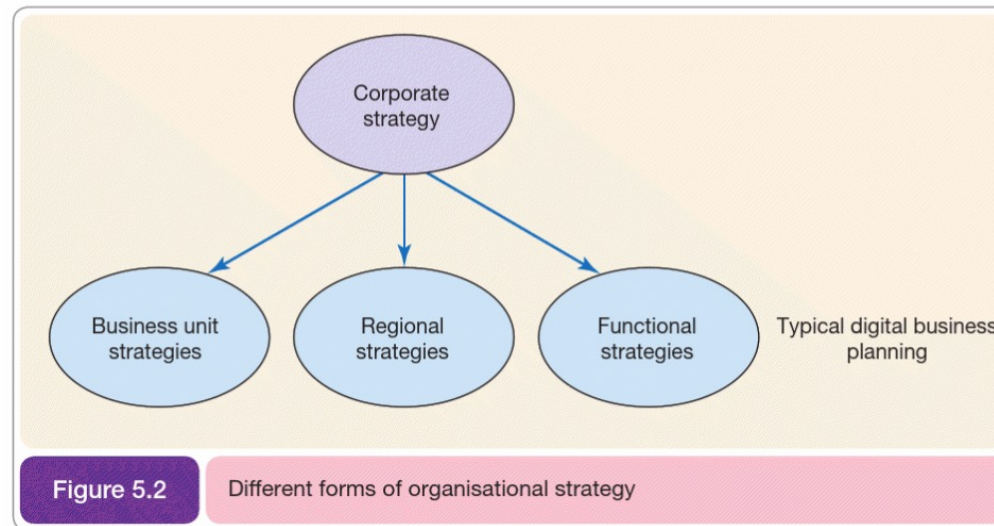 Corporate
strategy
Business unit
strategies
Regional
strategies
Functional
strategies
Typical digital business
planning
Figure 5.2
Different forms of organisational strategy